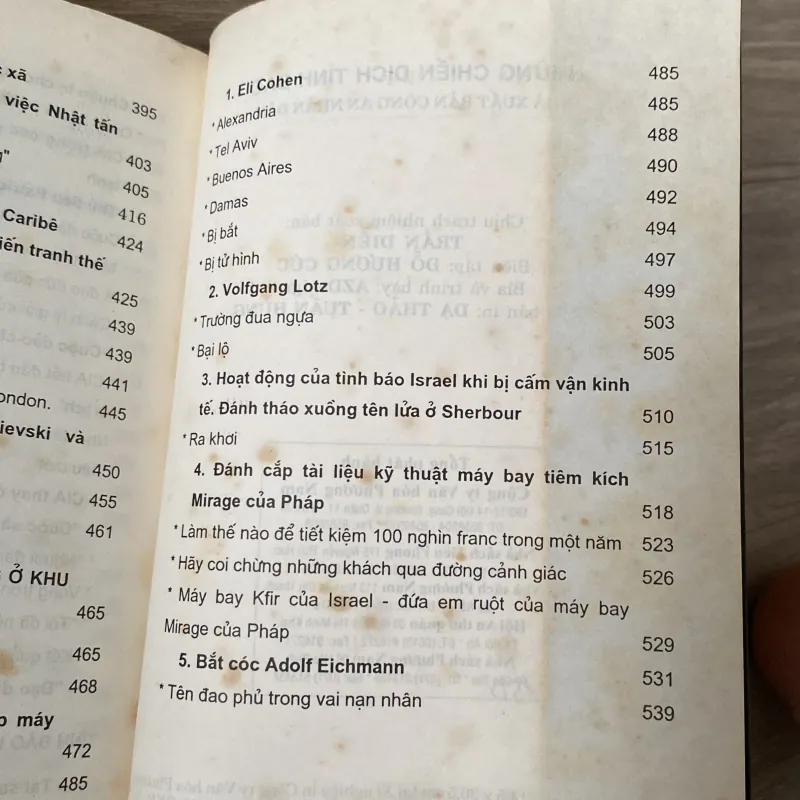 xã
395
việc Nhật tấn
403
405
416
Caribê
424
iến tranh thế
425
439
439
441
ondon.
445
ievski và
450
455
461
Ở KHU
465
465
468
máy
472
485
1. Eli Cohen 485
* Alexandria 485
* Tel Aviv 488
* Buenos Aires 490
* Damas 492
* Bị bắt 494
* Bị tử hình 497
2. Volfgang Lotz 499
* Trường đua ngựa 503
* Bại lộ 505
3. Hoạt động của tình báo Israel khi bị cấm vận kinh
tế. Đánh tháo xuồng tên lửa ở Sherbour 510
* Ra khơi 515
4. Đánh cắp tài liệu kỹ thuật máy bay tiêm kích
Mirage của Pháp 518
* Làm thế nào để tiết kiệm 100 nghìn franc trong một năm 523
* Hãy coi chừng những khách qua đường cảnh giác 526
* Máy bay Kfir của Israel - đứa em ruột của máy bay
Mirage của Pháp 529
5. Bắt cóc Adolf Eichmann 531
* Tên đao phủ trong vai nạn nhân 539